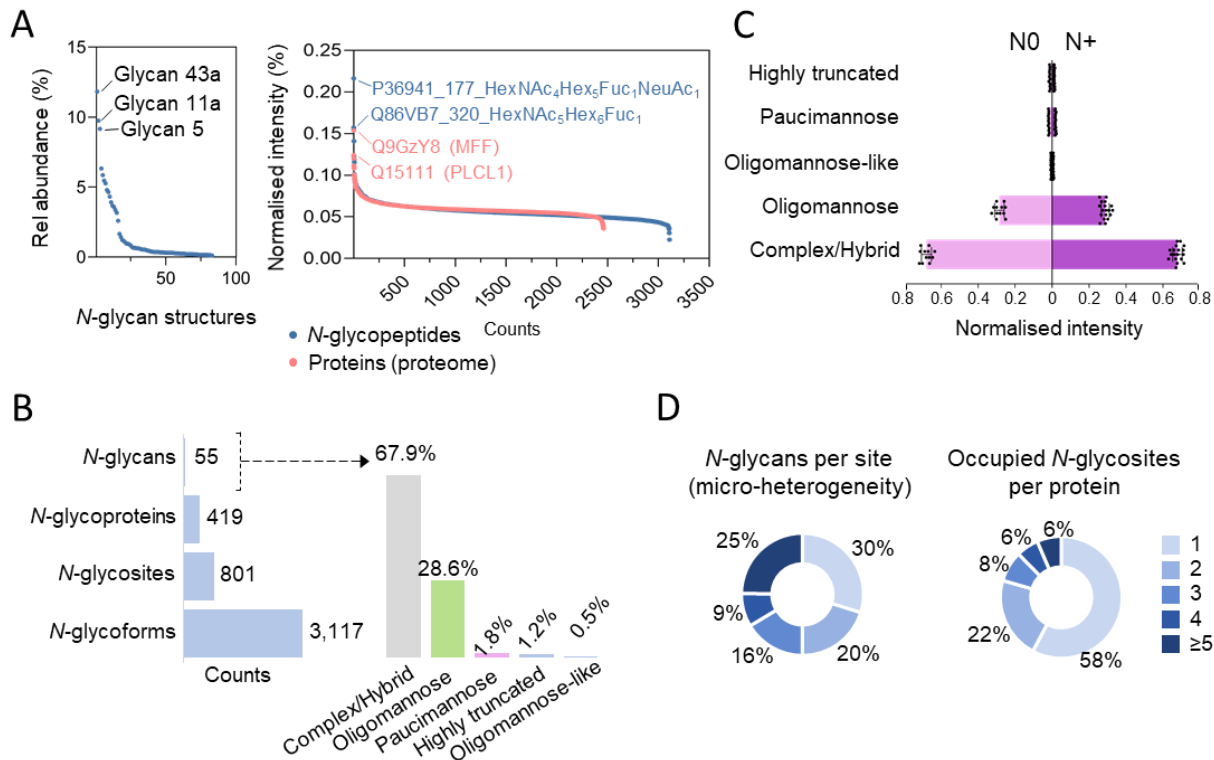 A
Rel abundance (%)
15
10
5
0
Glycan 43a
Glycan 11a
Glycan 5
50
100
N-glycan structures
Normalised intensity (%)
0.25
0.20
0.15
0.10
0.05
0.00
P36941_177_HexNAc4Hex5Fuc1NeuAc1
Q86VB7_320_HexNAc5Hex6Fuc1
Q9GzY8 (MFF)
Q15111 (PLCL1)
500
1000
1500
2000
2500
3000
3500
Counts
N-glycopeptides
Proteins (proteome)
B
N-glycans
55
N-glycoproteins
419
N-glycosites
801
N-glycoforms
3,117
Counts
67.9%
28.6%
1.8%
1.2%
0.5%
Complex/Hybrid
Oligomannose
Paucimannose
Highly truncated
Oligomannose-like
C
N0 N+
Highly truncated
Paucimannose
Oligomannose-like
Oligomannose
Complex/Hybrid
0.8 0.6 0.4 0.2 0 0.2 0.4 0.6 0.8
Normalised intensity
D
N-glycans per site
(micro-heterogeneity)
25%
30%
9%
16%
20%
Occupied N-glycosites
per protein
6%
6%
8%
22%
58%
1
2
3
4
≥5